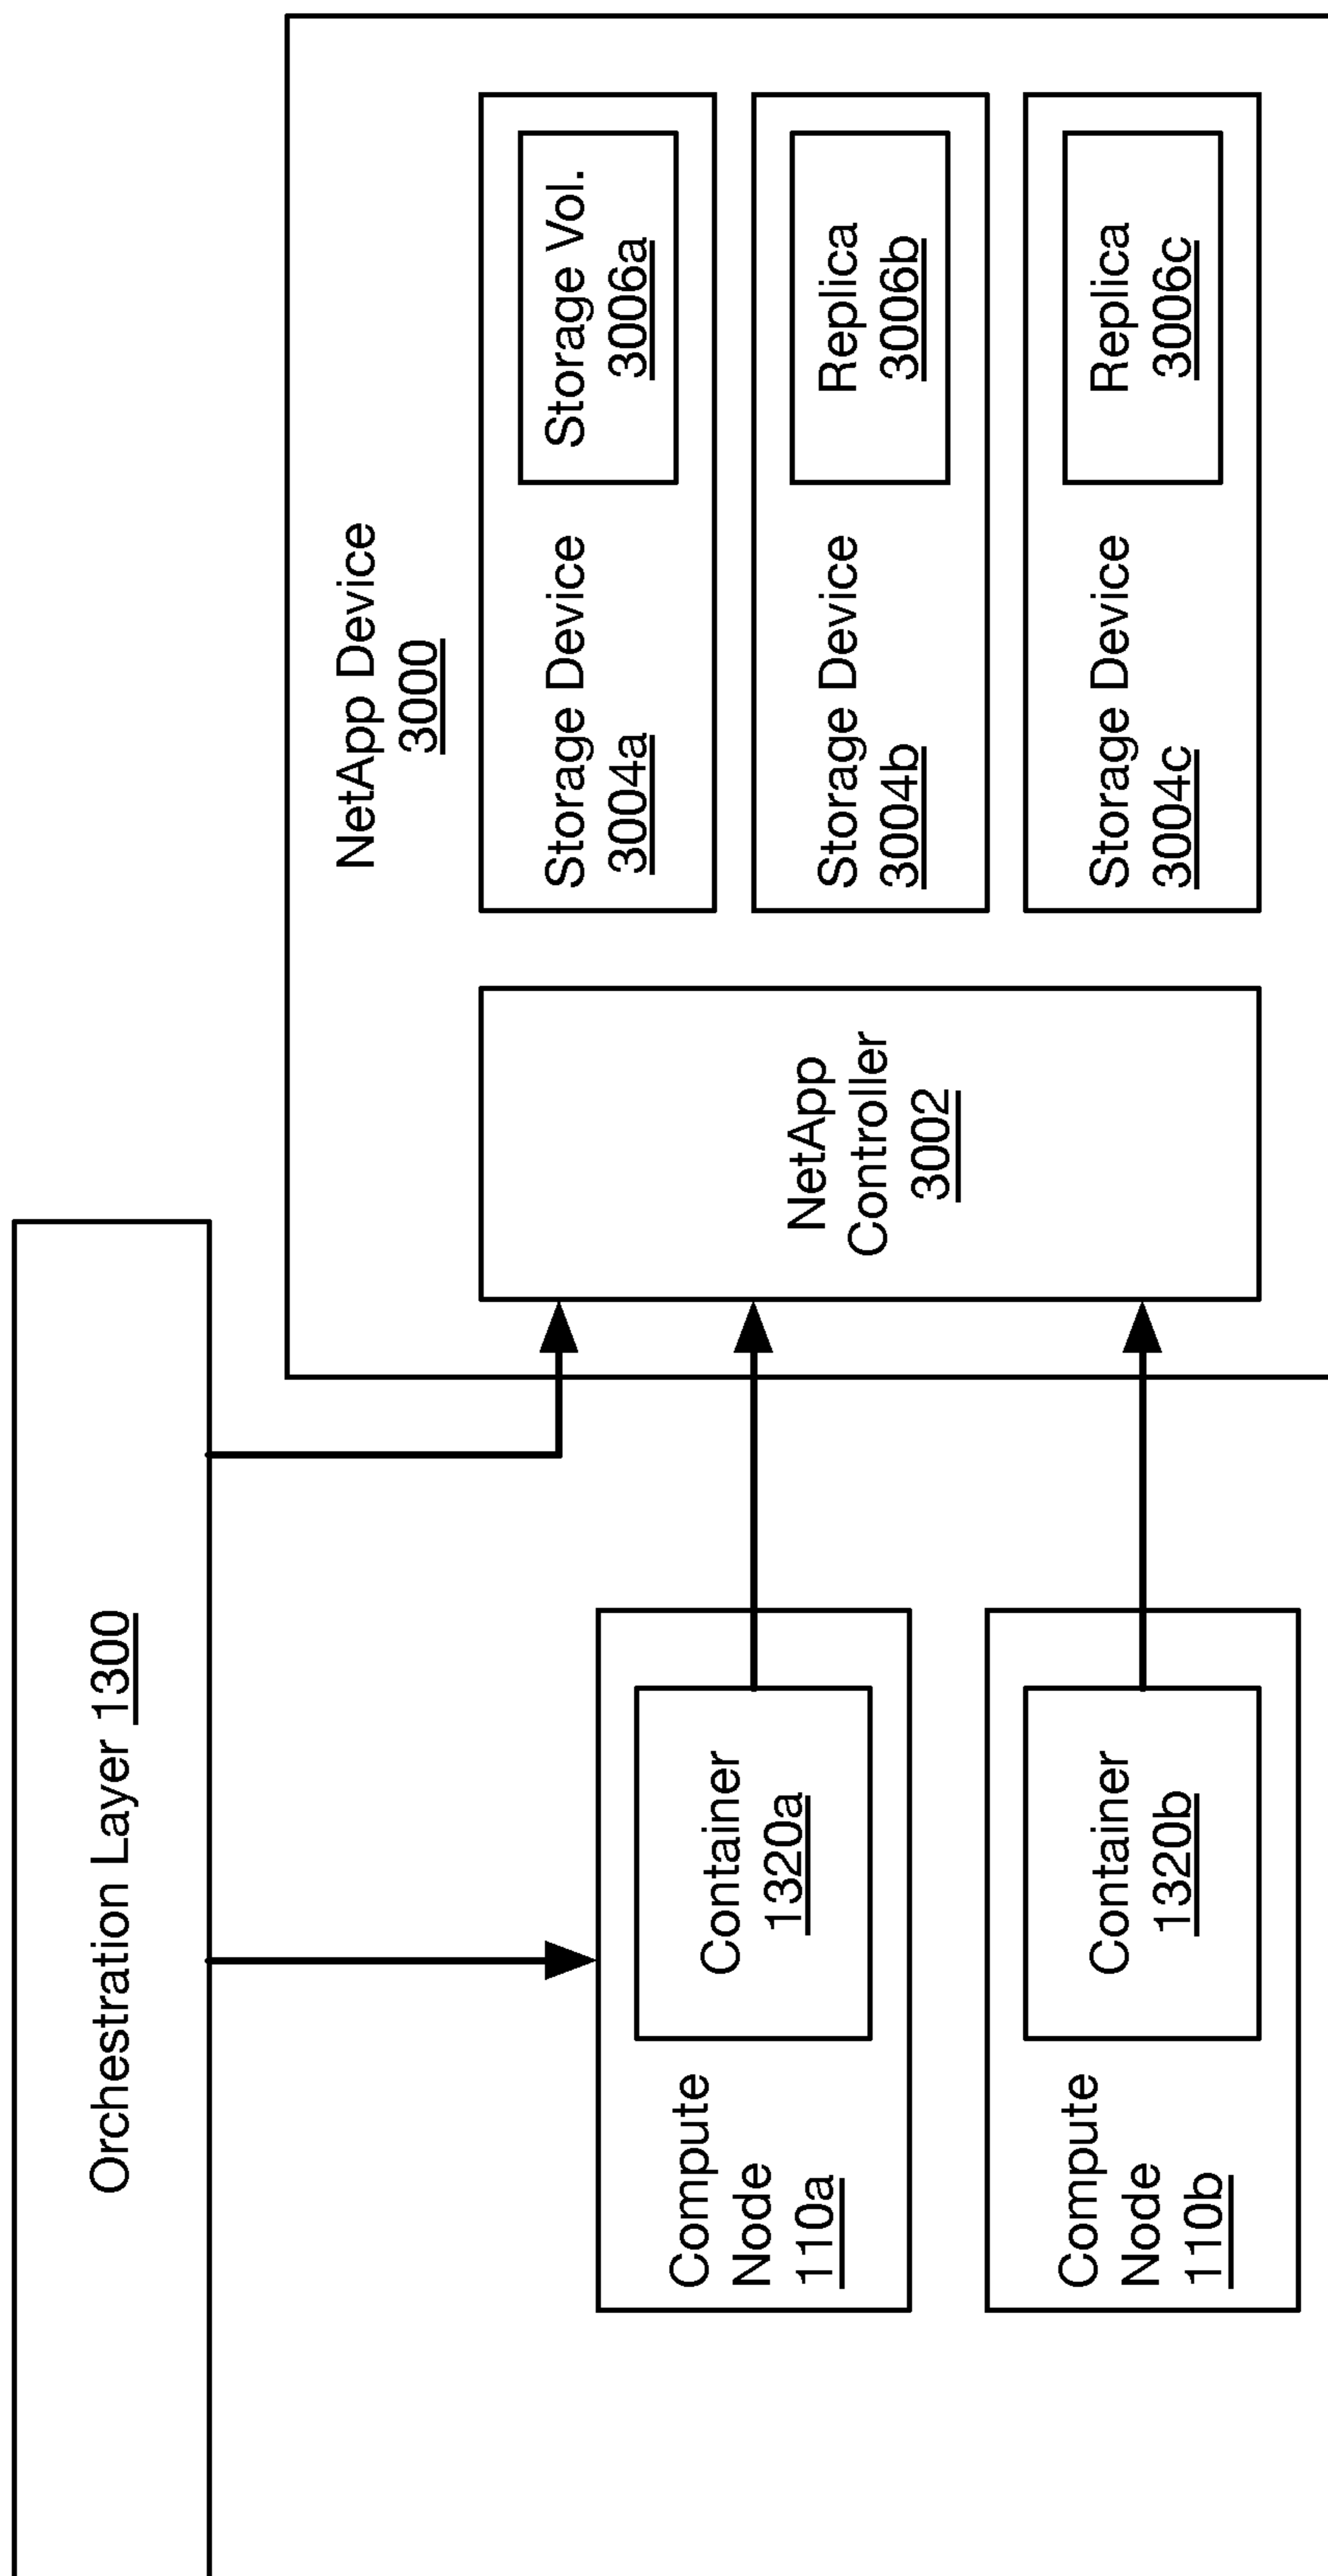 Orchestration Layer 1300
NetApp Device
3000
Compute
Node
110a
Container
1320a
Compute
Node
110b
Container
1320b
NetApp
Controller
3002
Storage Device
3004a
Storage Vol.
3006a
Storage Device
3004b
Replica
3006b
Storage Device
3004c
Replica
3006c